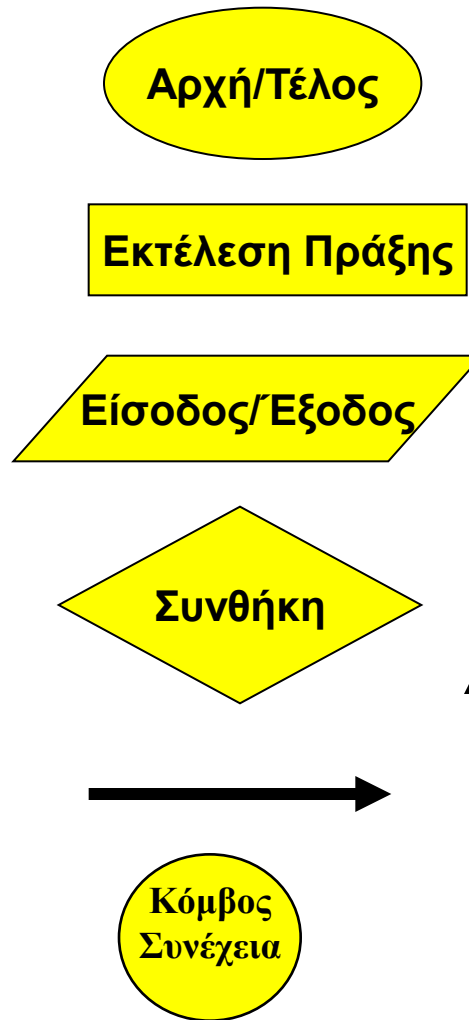 Αρχή/Τέλος
Εκτέλεση Πράξης
Είσοδος/Έξοδος
Συνθήκη
Κόμβος
Συνέχεια